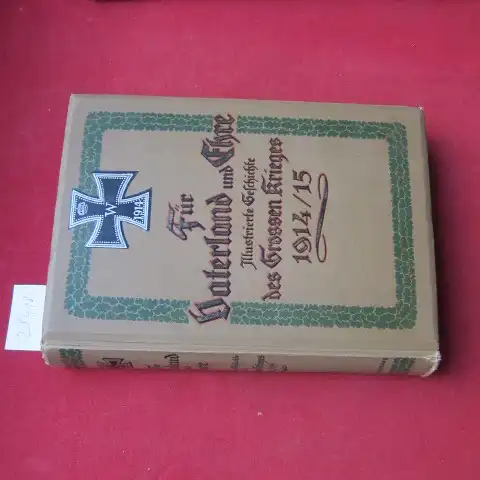 Für
Vaterland und Ehre
Illustrierte Geschichte
des Grossen Krieges
1914/15
W
1914